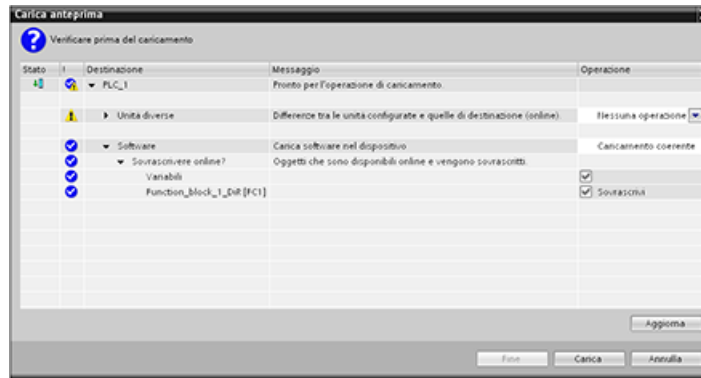 Carica anteprima
Verificare prima del caricamento
Stato ! Destinazione Messaggio Operazione
PLC_1 Pronto per l'operazione di caricamento.
Unita diverse Differenze tra le unità configurate e quelle di destinazione (online). Nessuna operazione
Software Carica software nel dispositivo Caricamento coerente
Sovrascrivere online? Oggetti che sono disponibili online e vengono sovrascritti.
Variabili
Function_block_1_DiR [FC1] Sovrascrivi
Aggiorna
Fine Carica Annulla